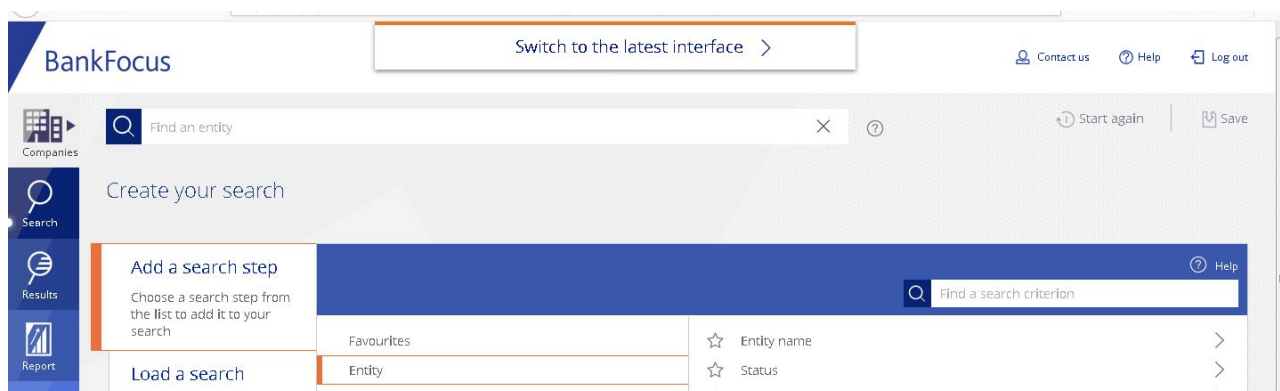 Switch to the latest interface
BankFocus
Contact us
Help
Log out
Companies
Find an entity
Start again
Save
Search
Create your search
Results
Add a search step
Choose a search step from
the list to add it to your
search
Help
Find a search criterion
Report
Load a search
Favourites
Entity
Entity name
Status